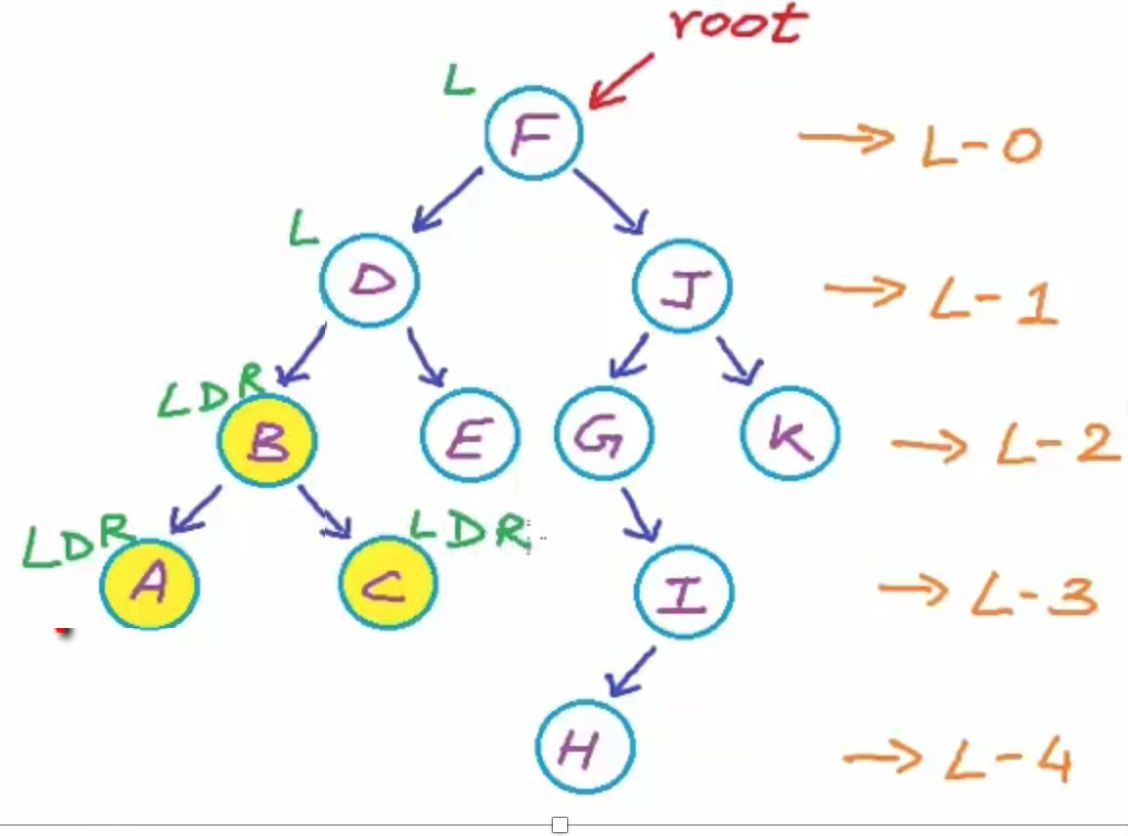 root
L
F
→ L-0
L
D
J
→ L-1
LDR
B
E
G
K
→ L-2
LDR
LDR
A
C
I
→ L-3
H
→ L-4